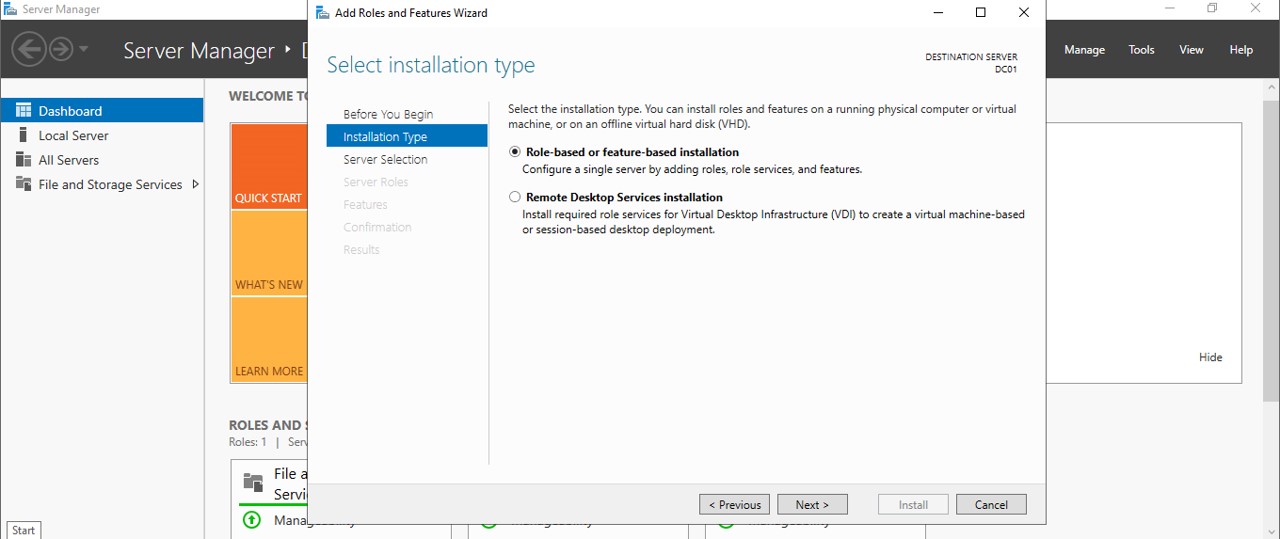 Server Manager
Add Roles and Features Wizard
Server Manager
Manage
Tools
View
Help
Dashboard
Local Server
All Servers
File and Storage Services
WELCOME
QUICK START
WHAT'S NEW
LEARN MORE
Hide
ROLES AND
Roles: 1 |
File
Select installation type
DESTINATION SERVER
DC01
Before You Begin
Installation Type
Server Selection
Server Roles
Features
Confirmation
Results
Select the installation type. You can install roles and features on a running physical computer or virtual
machine, or on an offline virtual hard disk (VHD).
Role-based or feature-based installation
Configure a single server by adding roles, role services, and features.
Remote Desktop Services installation
Install required role services for Virtual Desktop Infrastructure (VDI) to create a virtual machine-based
or session-based desktop deployment.
< Previous
Next >
Install
Cancel
Manageability
Start